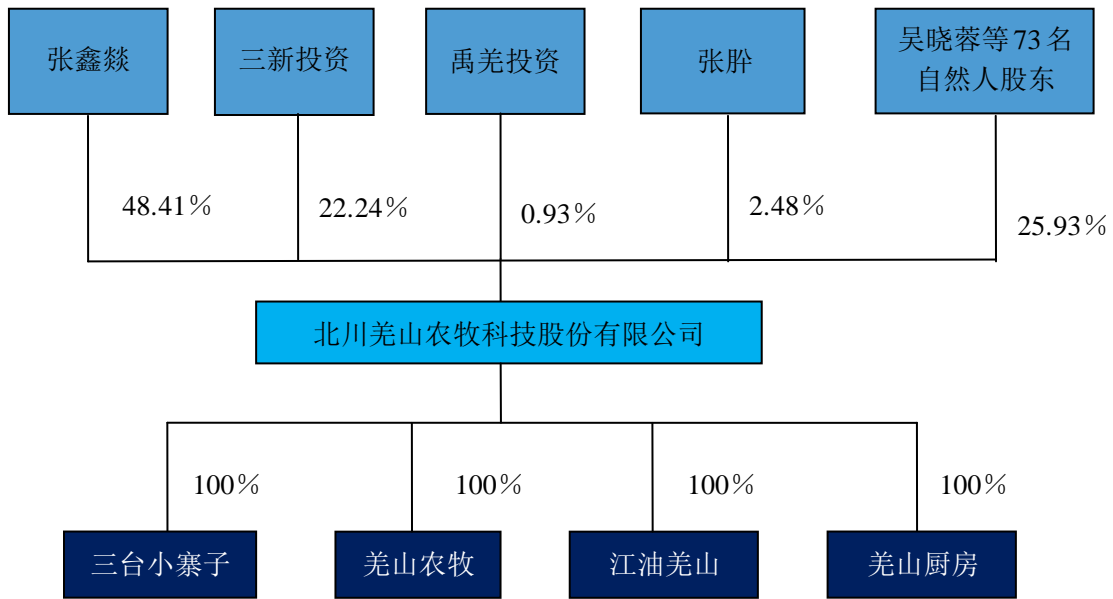 张鑫燚
三新投资
禹羌投资
张肸
吴晓蓉等73名
自然人股东
48.41%
22.24%
0.93%
2.48%
25.93%
北川羌山农牧科技股份有限公司
100%
100%
100%
100%
三台小寨子
羌山农牧
江油羌山
羌山厨房